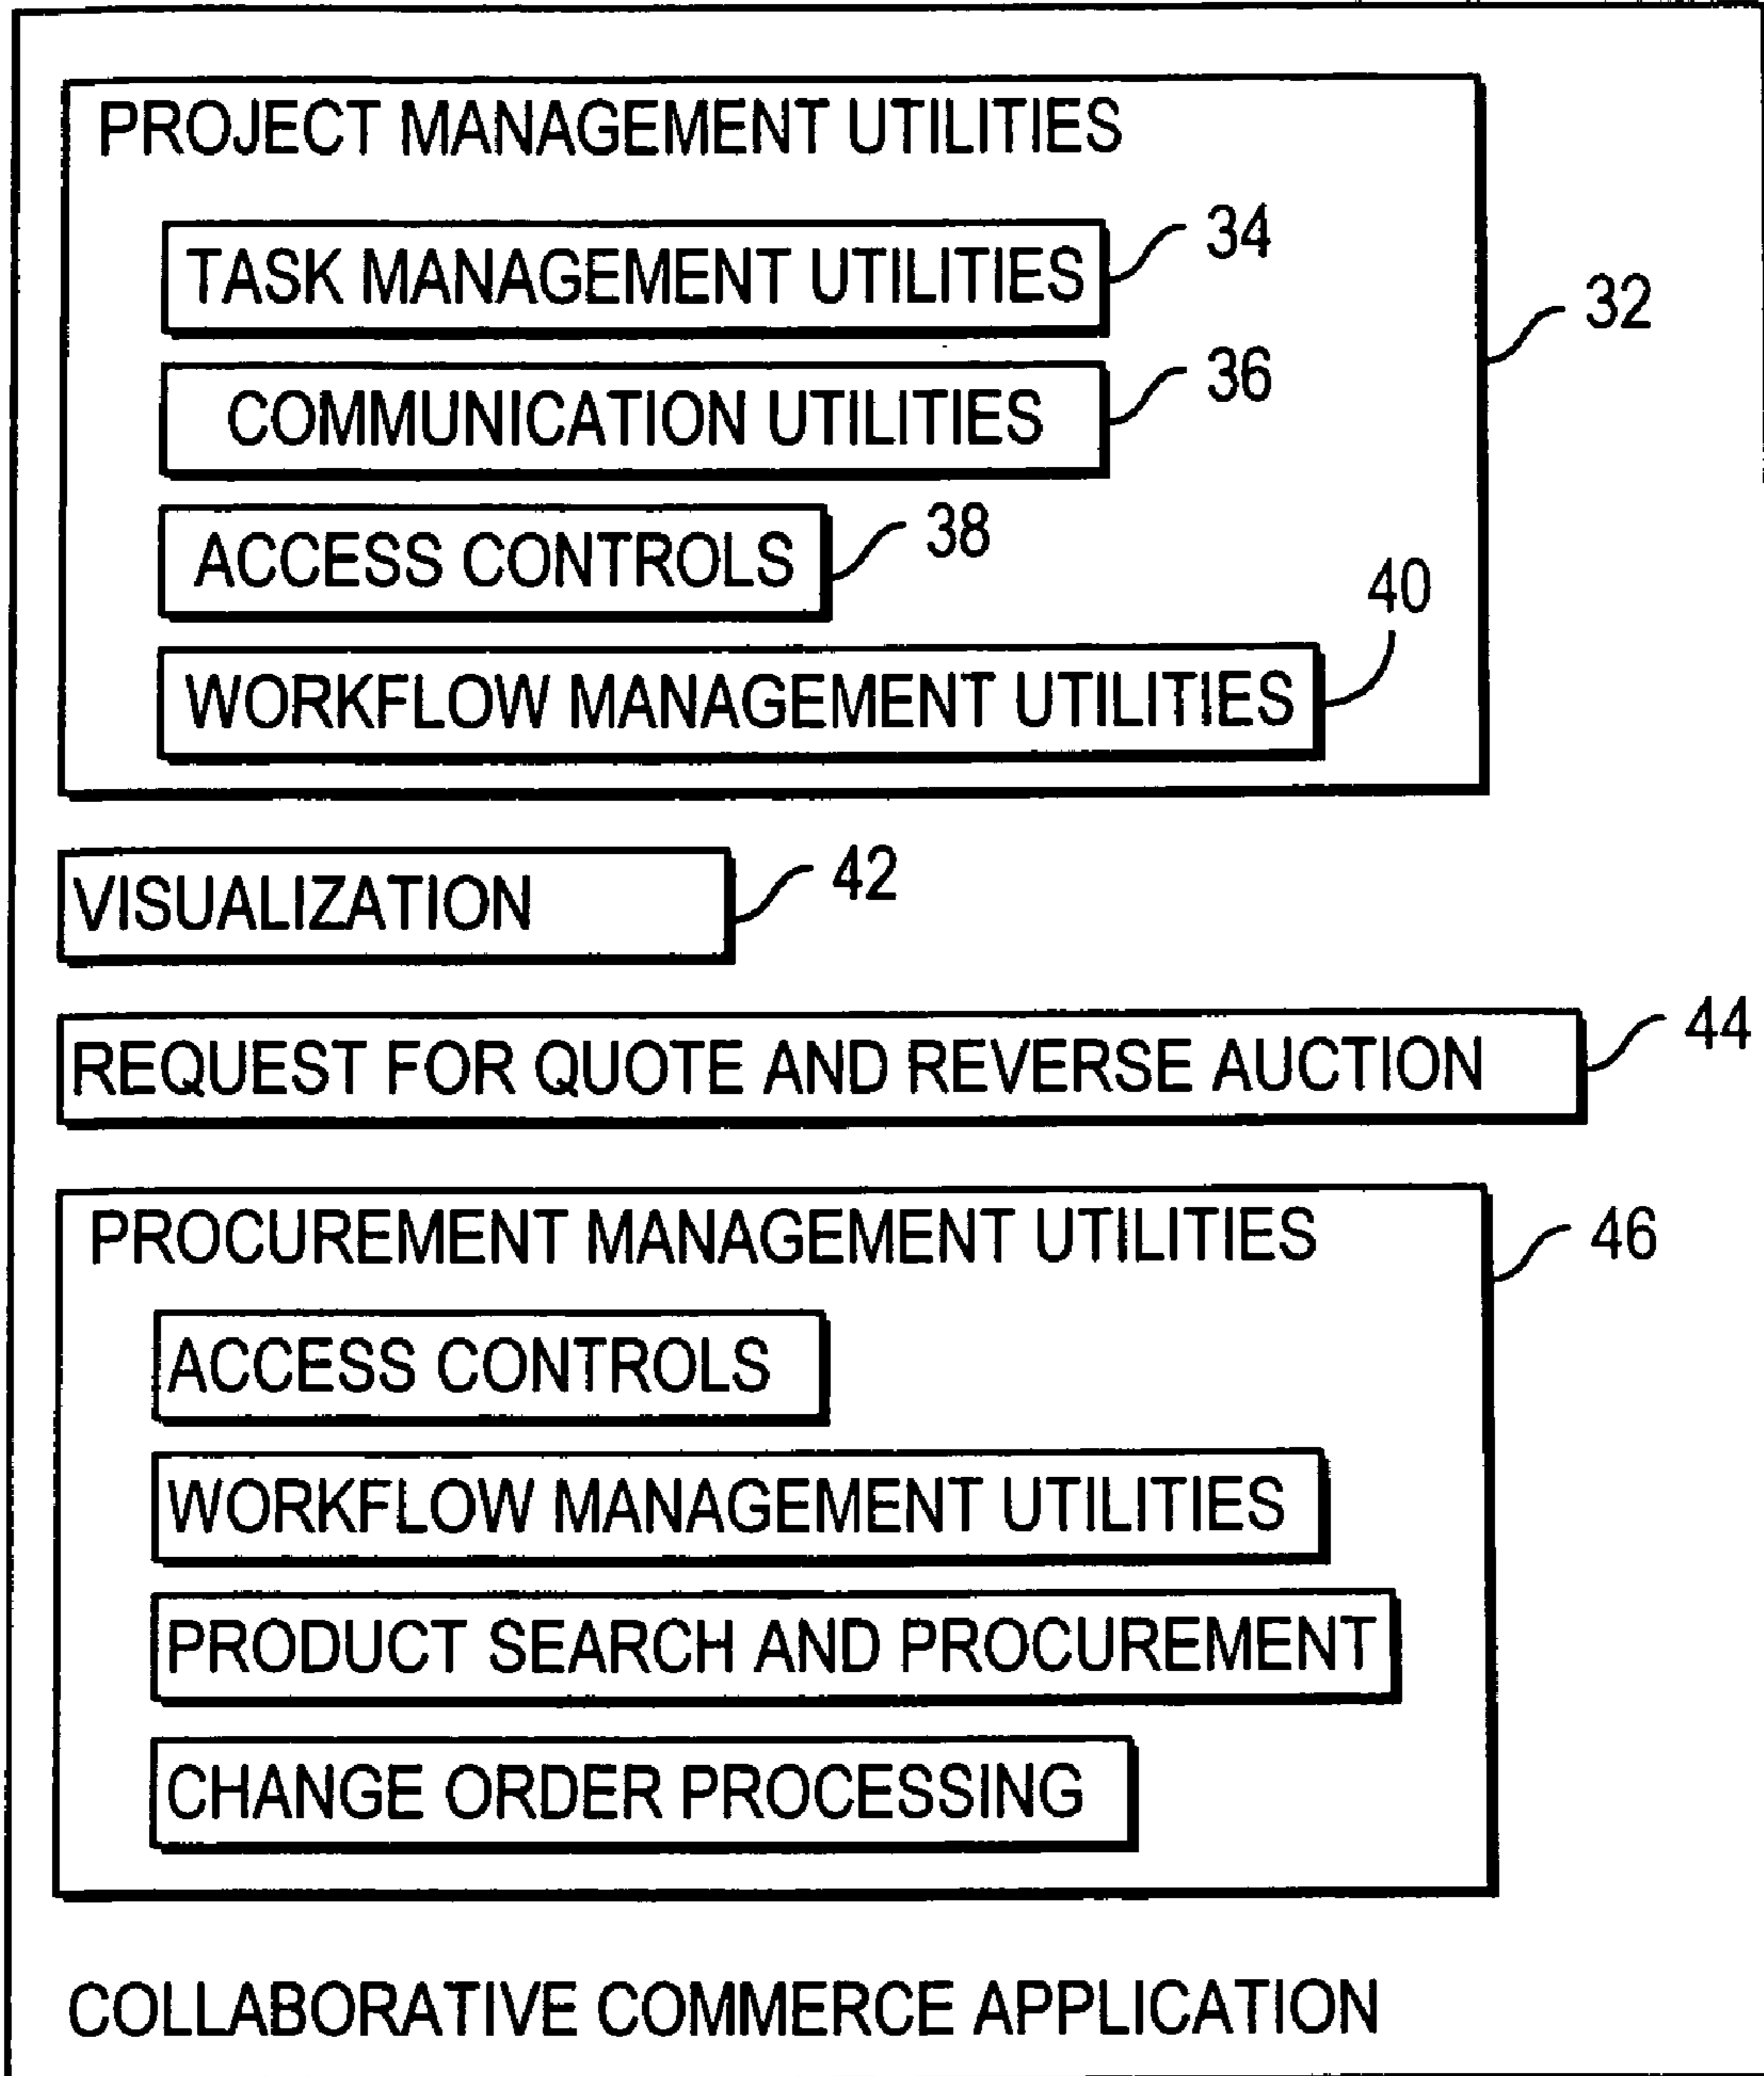 PROJECT MANAGEMENT UTILITIES
TASK MANAGEMENT UTILITIES
34
32
COMMUNICATION UTILITIES
36
ACCESS CONTROLS
38
40
WORKFLOW MANAGEMENT UTILITIES
VISUALIZATION
42
REQUEST FOR QUOTE AND REVERSE AUCTION
44
PROCUREMENT MANAGEMENT UTILITIES
46
ACCESS CONTROLS
WORKFLOW MANAGEMENT UTILITIES
PRODUCT SEARCH AND PROCUREMENT
CHANGE ORDER PROCESSING
COLLABORATIVE COMMERCE APPLICATION